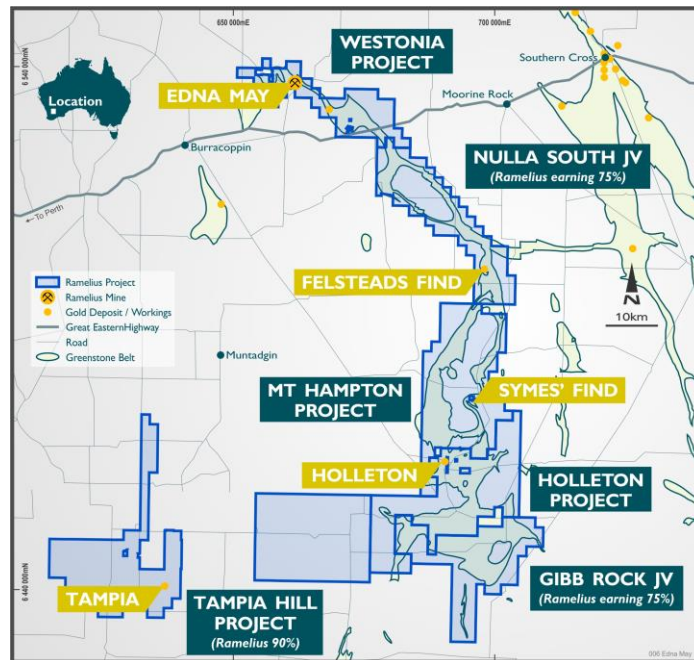 650 000mE
700 000mE
6 540 000mN
WESTONIA
PROJECT
Southern Cross
Location
EDNA MAY
Moorine Rock
Burracoppin
NULLA SOUTH JV
(Ramelius earning 75%)
To Perth
FELSTEADS FIND
Ramelius Project
Ramelius Mine
Gold Deposit / Workings
Great EasternHighway
Road
Greenstone Belt
N
10km
Muntadgin
MT HAMPTON
PROJECT
SYMES' FIND
HOLLETON
HOLLETON
PROJECT
6 440 000mN
TAMPIA
TAMPIA HILL
PROJECT
(Ramelius 90%)
GIBB ROCK JV
(Ramelius earning 75%)
006 Edna May